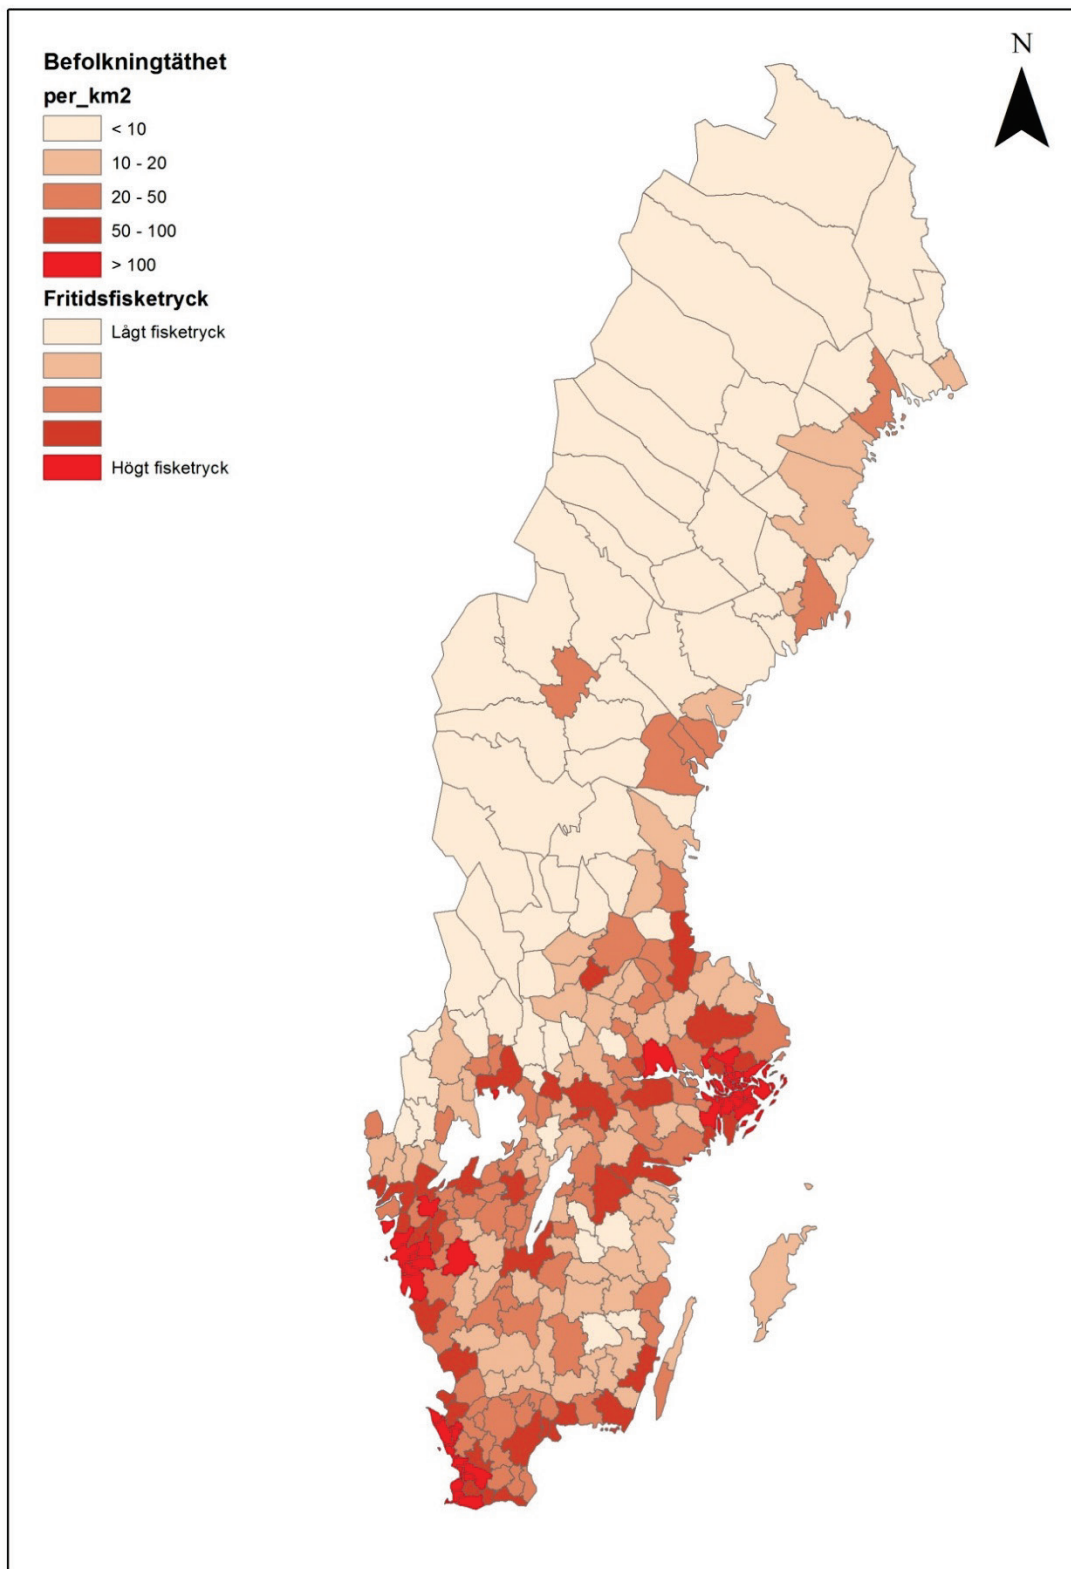 Befolkningtäthet
per_km2
< 10
10 - 20
20 - 50
50 - 100
> 100
Fritidsfisketryck
Lågt fisketryck
Högt fisketryck
N